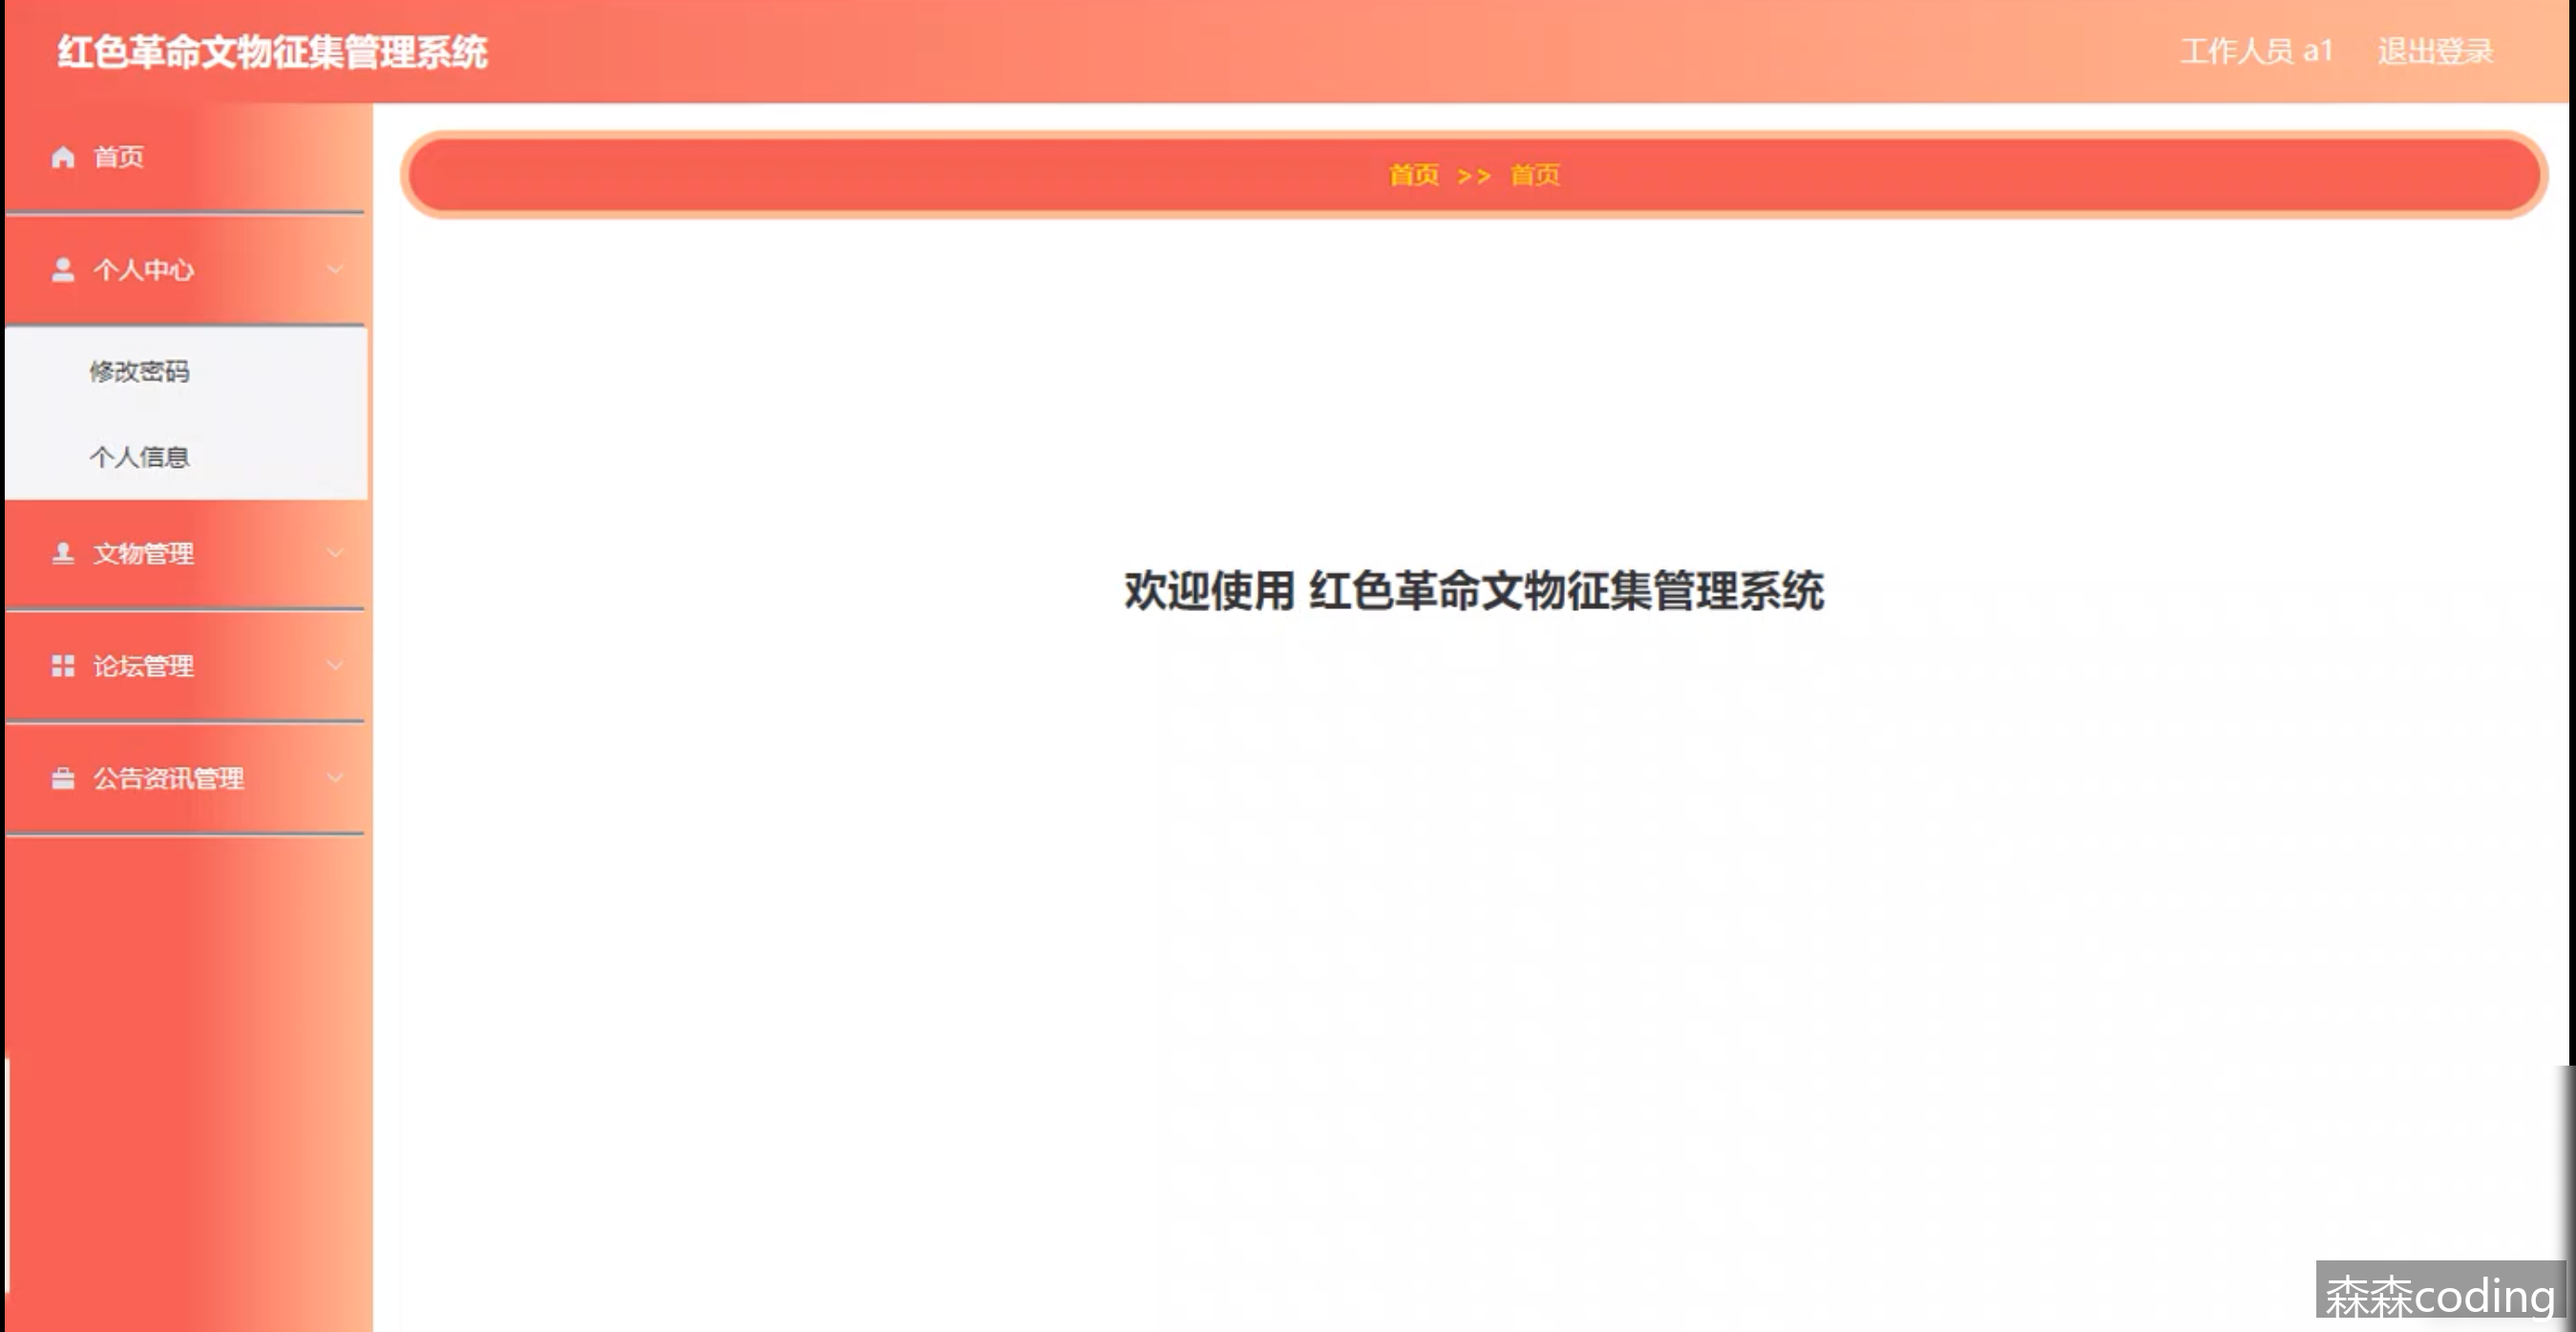 红色革命文物征集管理系统
工作人员 a1 退出登录
首页
首页 >> 首页
个人中心
修改密码
个人信息
文物管理
论坛管理
公告资讯管理
欢迎使用 红色革命文物征集管理系统
森森coding